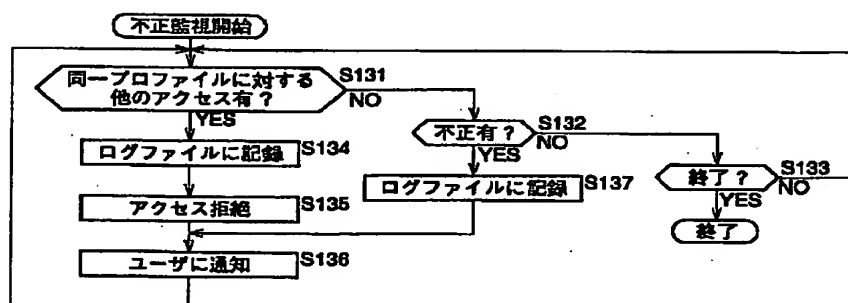 不正監視開始
同一プロファイルに対する
他のアクセス有？
S131
NO
YES
ログファイルに記録
S134
アクセス拒絶
S135
ユーザに通知
S136
不正有？
S132
NO
YES
ログファイルに記録
S137
終了？
S133
NO
YES
終了